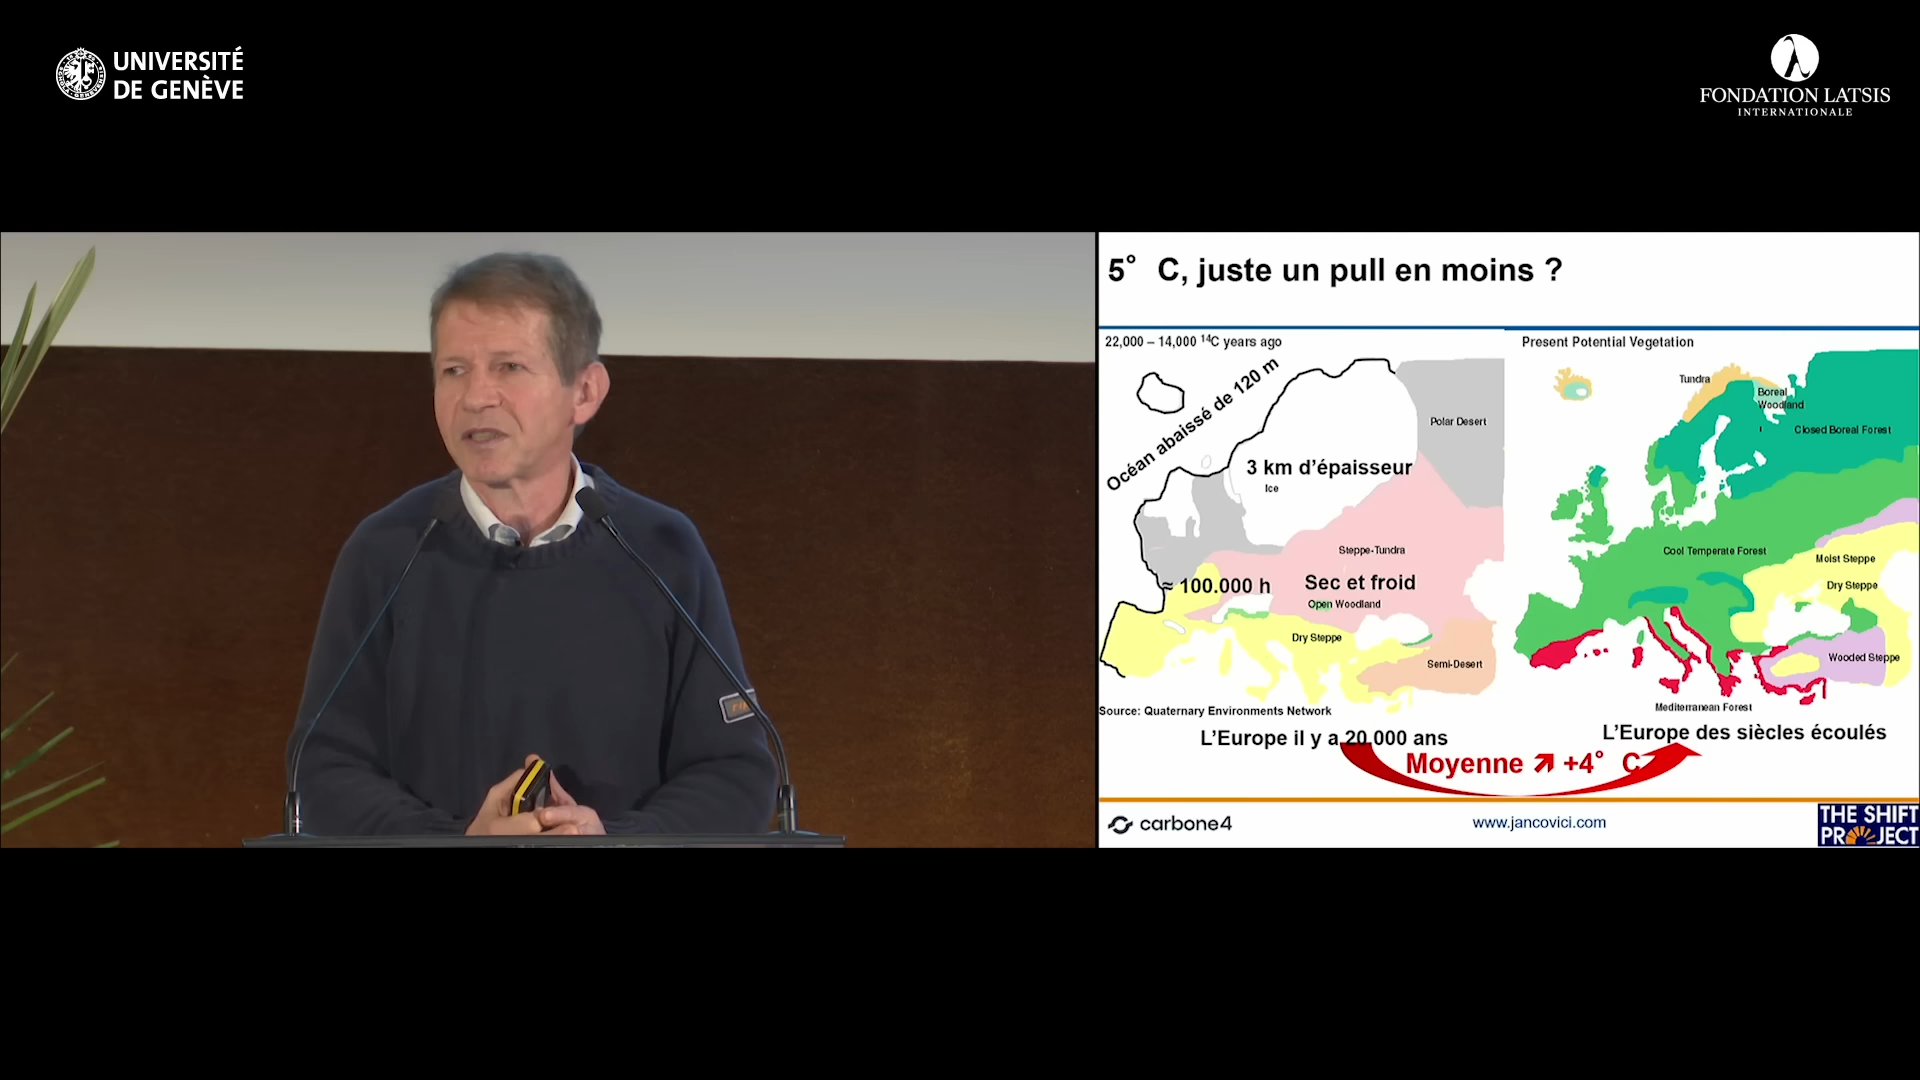 UNIVERSITÉ
DE GENÈVE
FONDATION LATSIS
INTERNATIONALE
5° C, juste un pull en moins ?
22,000 – 14,000 14C years ago
Océan abaissé de 120 m
Polar Desert
3 km d'épaisseur
Ice
Steppe-Tundra
≈ 100.000 h
Sec et froid
Open Woodland
Dry Steppe
Semi-Desert
Source: Quaternary Environments Network
L'Europe il y a 20 000 ans
Present Potential Vegetation
Tundra
Boreal
Woodland
Closed Boreal Forest
Cool Temperate Forest
Moist Steppe
Dry Steppe
Wooded Steppe
Mediterranean Forest
L'Europe des siècles écoulés
Moyenne ↗ +4° C
carbone4
www.jancovici.com
THE SHIFT
PROJECT